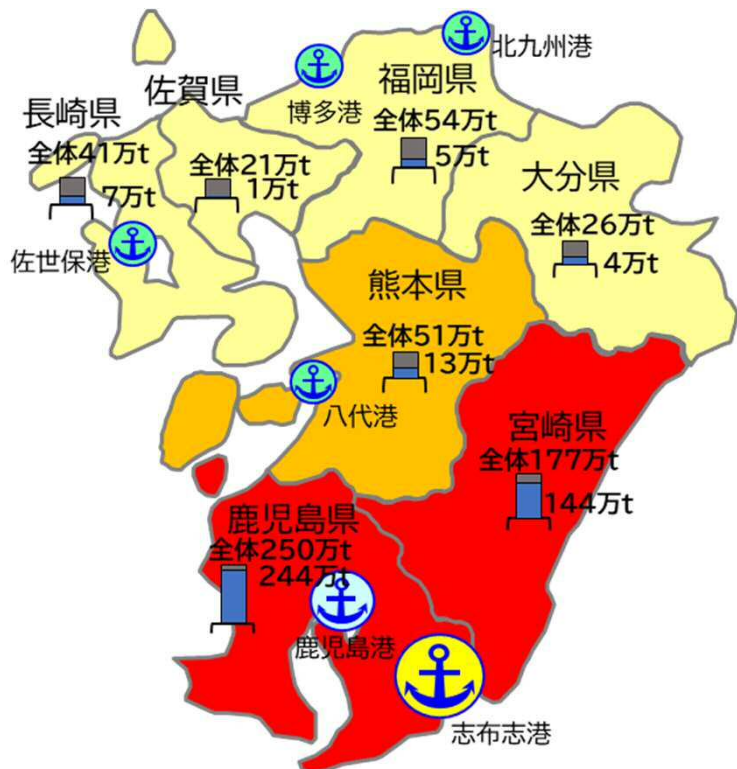 北九州港
博多港
福岡県
全体54万t
5万t
佐賀県
全体21万t
1万t
長崎県
全体41万t
7万t
佐世保港
大分県
全体26万t
4万t
熊本県
全体51万t
13万t
八代港
宮崎県
全体177万t
144万t
鹿児島県
全体250万t
244万t
鹿児島港
志布志港